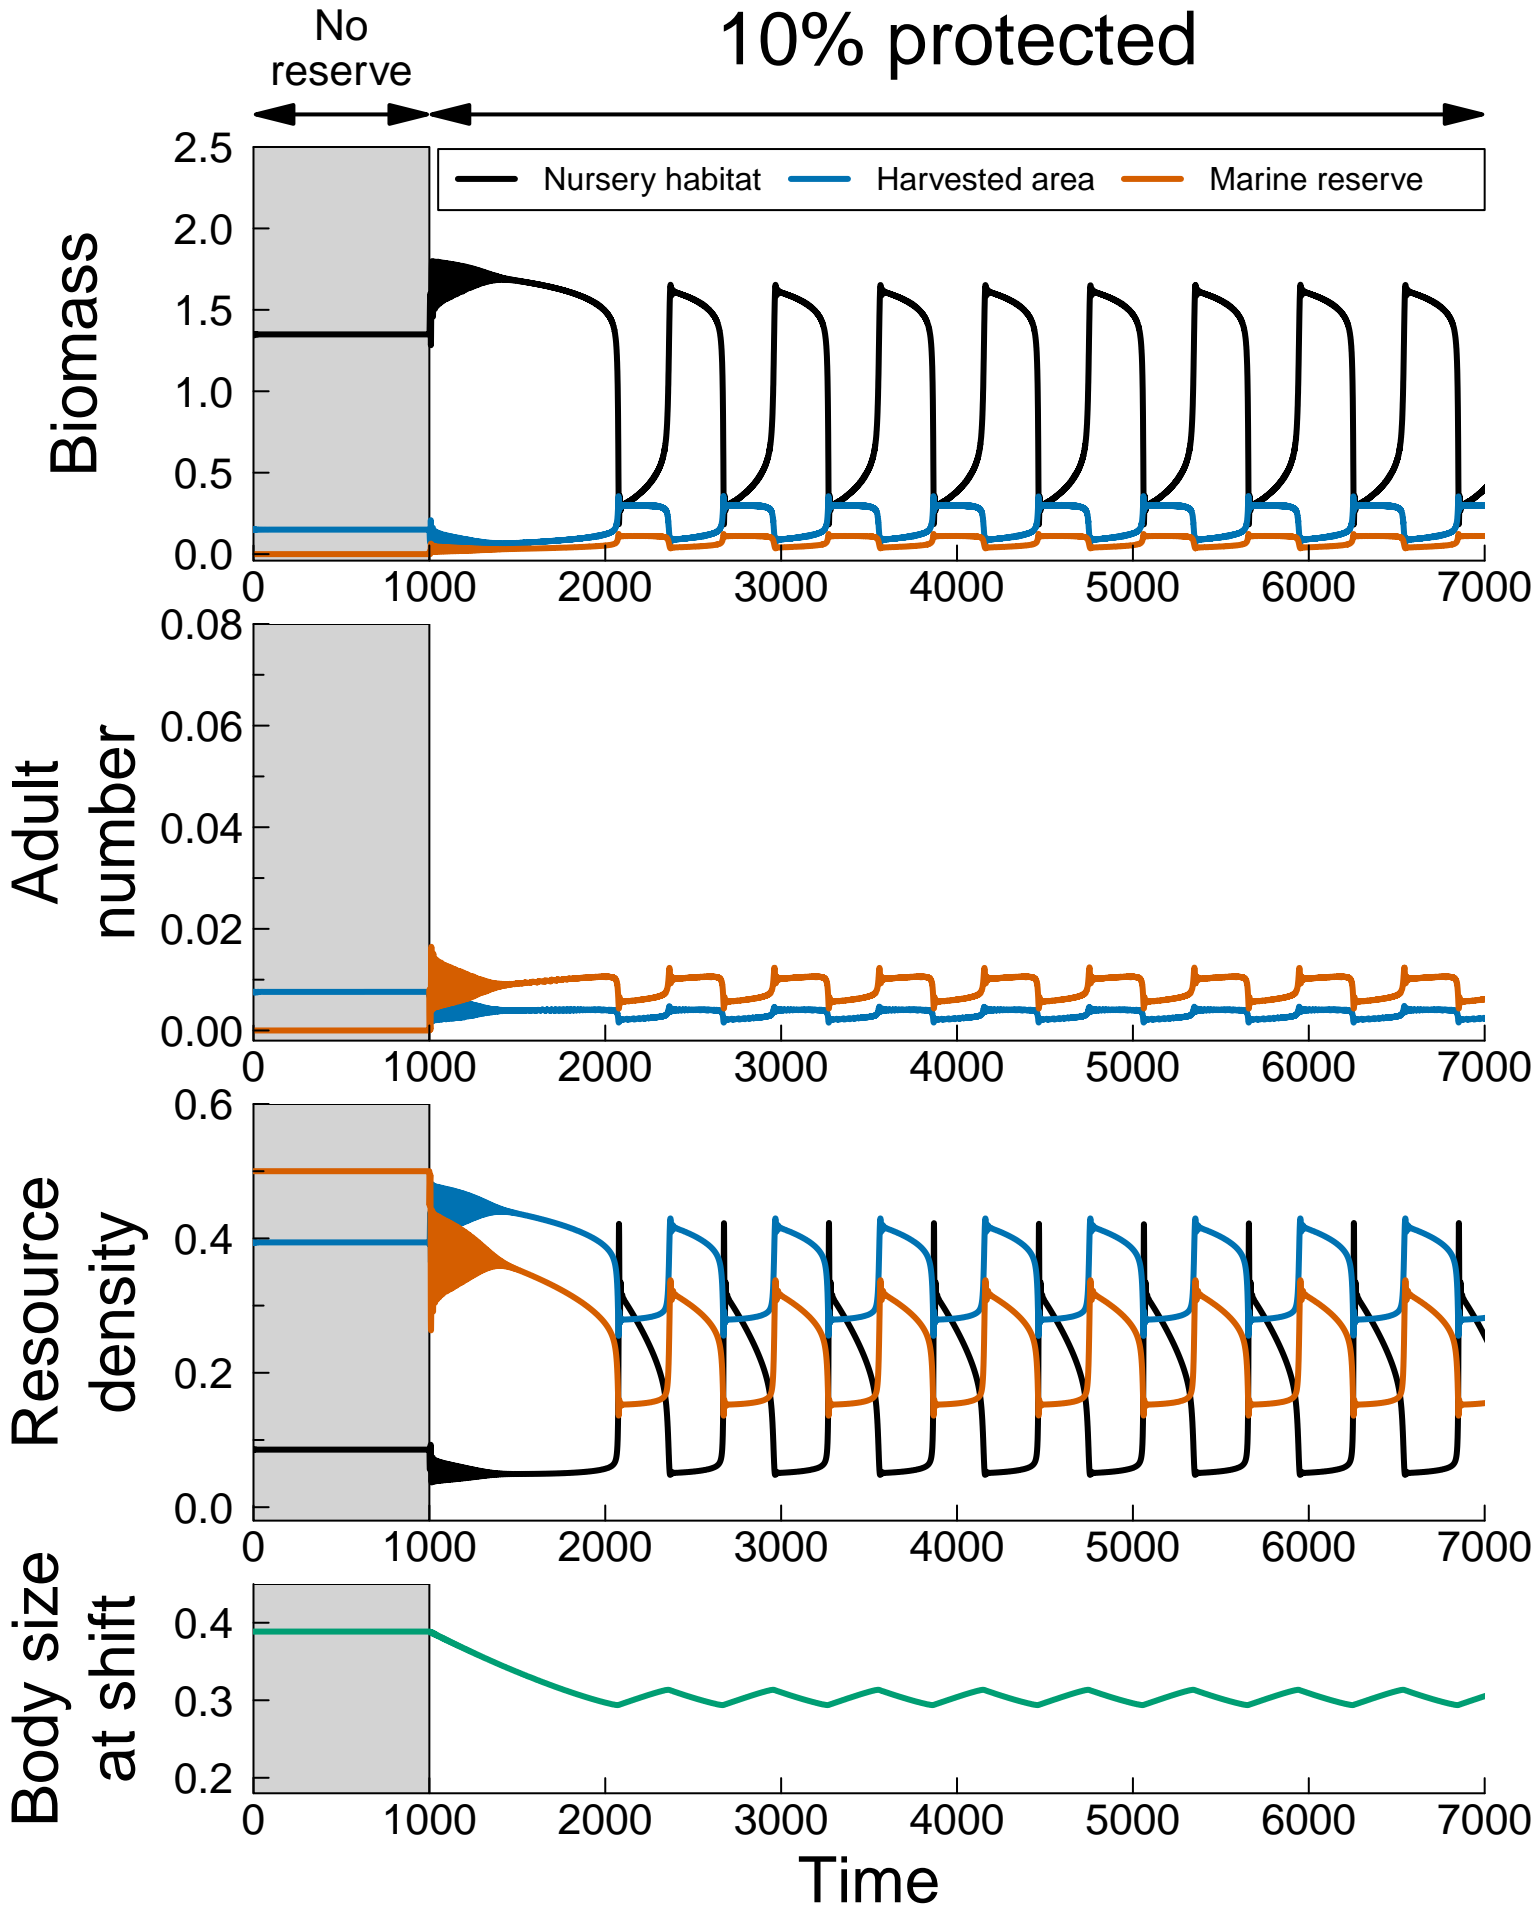 No
reserve
10% protected
Nursery habitat
Harvested area
Marine reserve
Biomass
2.5
2.0
1.5
1.0
0.5
0.0
0 1000 2000 3000 4000 5000 6000 7000
Adult
number
0.08
0.06
0.04
0.02
0.00
0 1000 2000 3000 4000 5000 6000 7000
Resource
density
0.6
0.4
0.2
0.0
0 1000 2000 3000 4000 5000 6000 7000
Body size
at shift
0.4
0.3
0.2
0 1000 2000 3000 4000 5000 6000 7000
Time